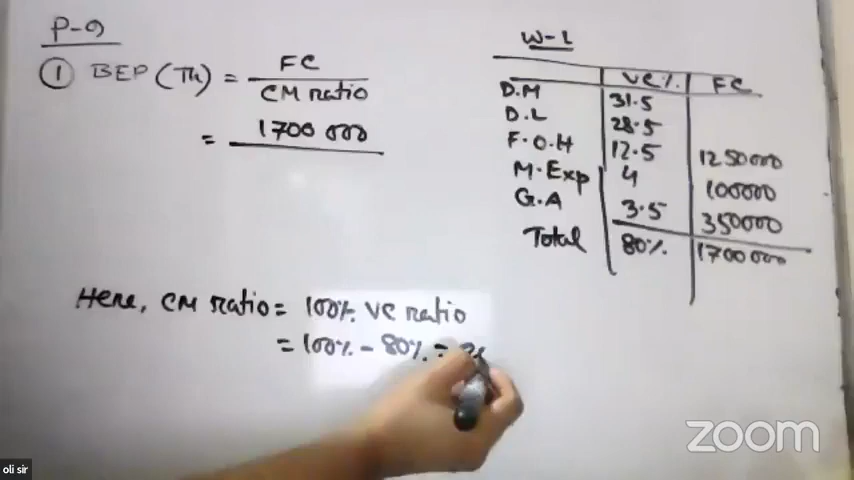 P-9
① BEP (Tk) = FC
CM ratio
= 1700 000
W-1
VC% FC
D.M 31.5
D.L 28.5
F.O.H 12.5 1250000
M.Exp 4 100000
G.A 3.5 350000
Total 80% 1700000
Here, CM ratio = 100% VC ratio
= 100% - 80% =
zoom
oli sir